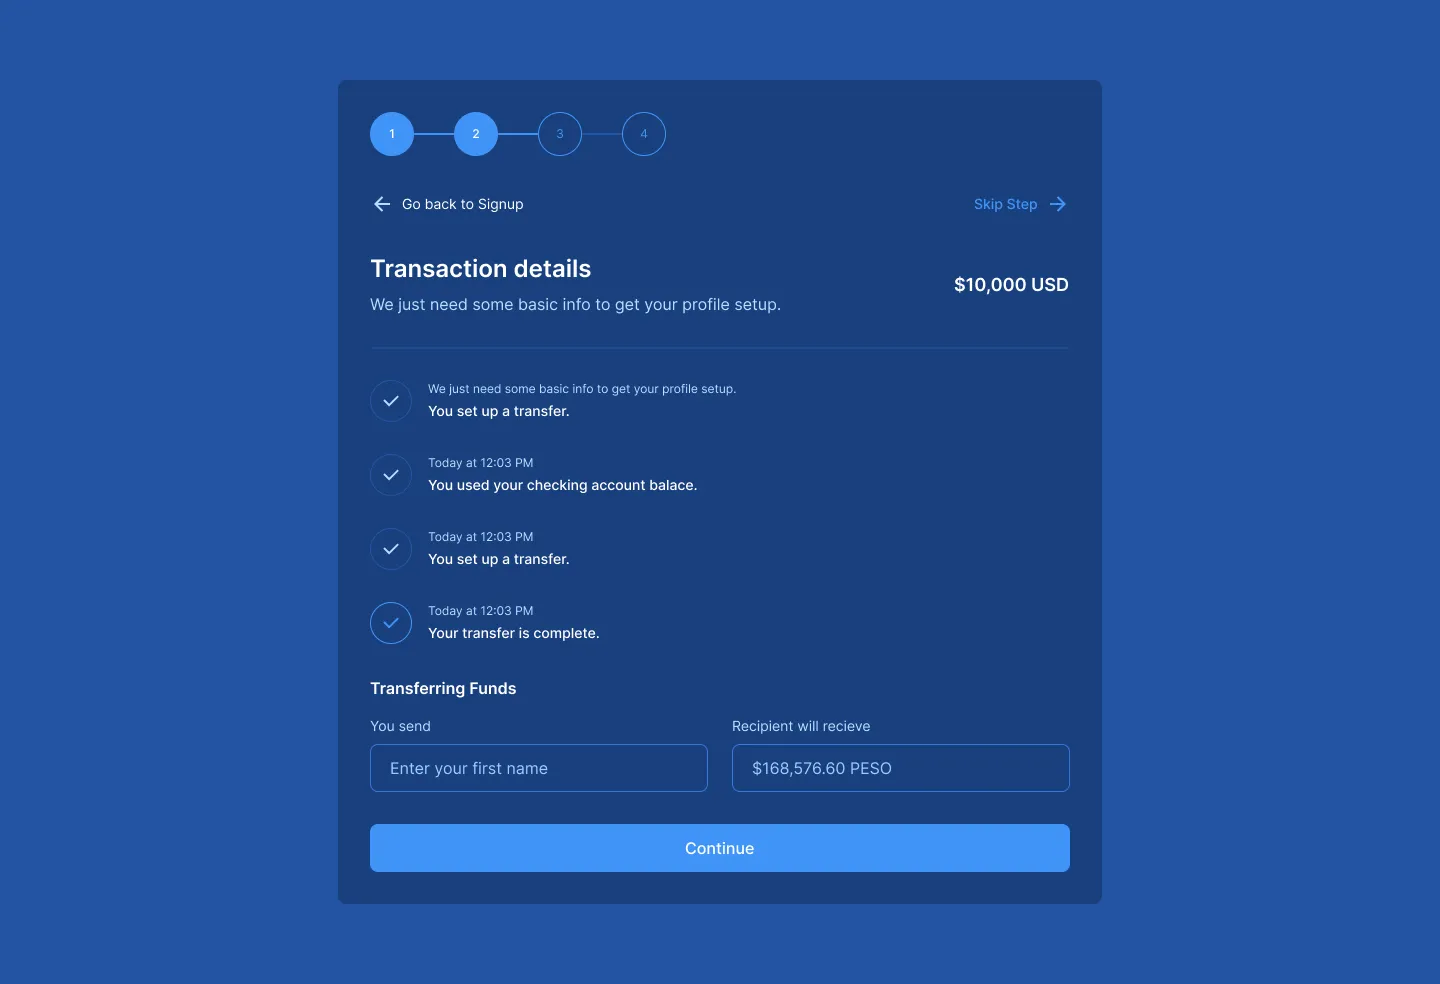 1
2
3
4
Go back to Signup
Skip Step
Transaction details
We just need some basic info to get your profile setup.
$10,000 USD
We just need some basic info to get your profile setup.
You set up a transfer.
Today at 12:03 PM
You used your checking account balace.
Today at 12:03 PM
You set up a transfer.
Today at 12:03 PM
Your transfer is complete.
Transferring Funds
You send
Recipient will recieve
Enter your first name
$168,576.60 PESO
Continue